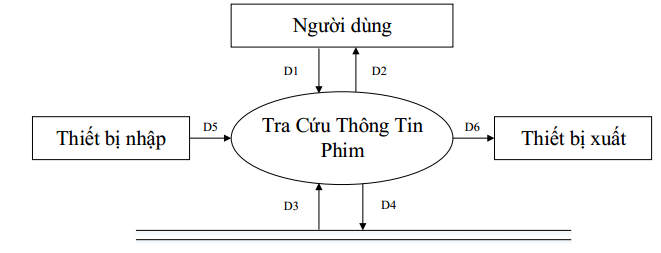 Người dùng
D1
D2
Thiết bị nhập
D5
Tra Cứu Thông Tin
Phim
D6
Thiết bị xuất
D3
D4